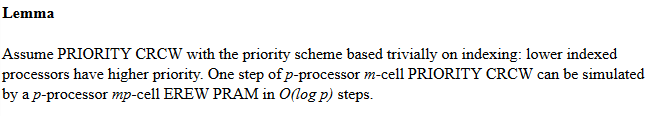 Lemma
Assume PRIORITY CRCW with the priority scheme based trivially on indexing: lower indexed
processors have higher priority. One step of p-processor m-cell PRIORITY CRCW can be simulated
by a p-processor mp-cell EREW PRAM in O(log p) steps.